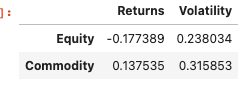 ]:
Returns Volatility
Equity -0.177389 0.238034
Commodity 0.137535 0.315853